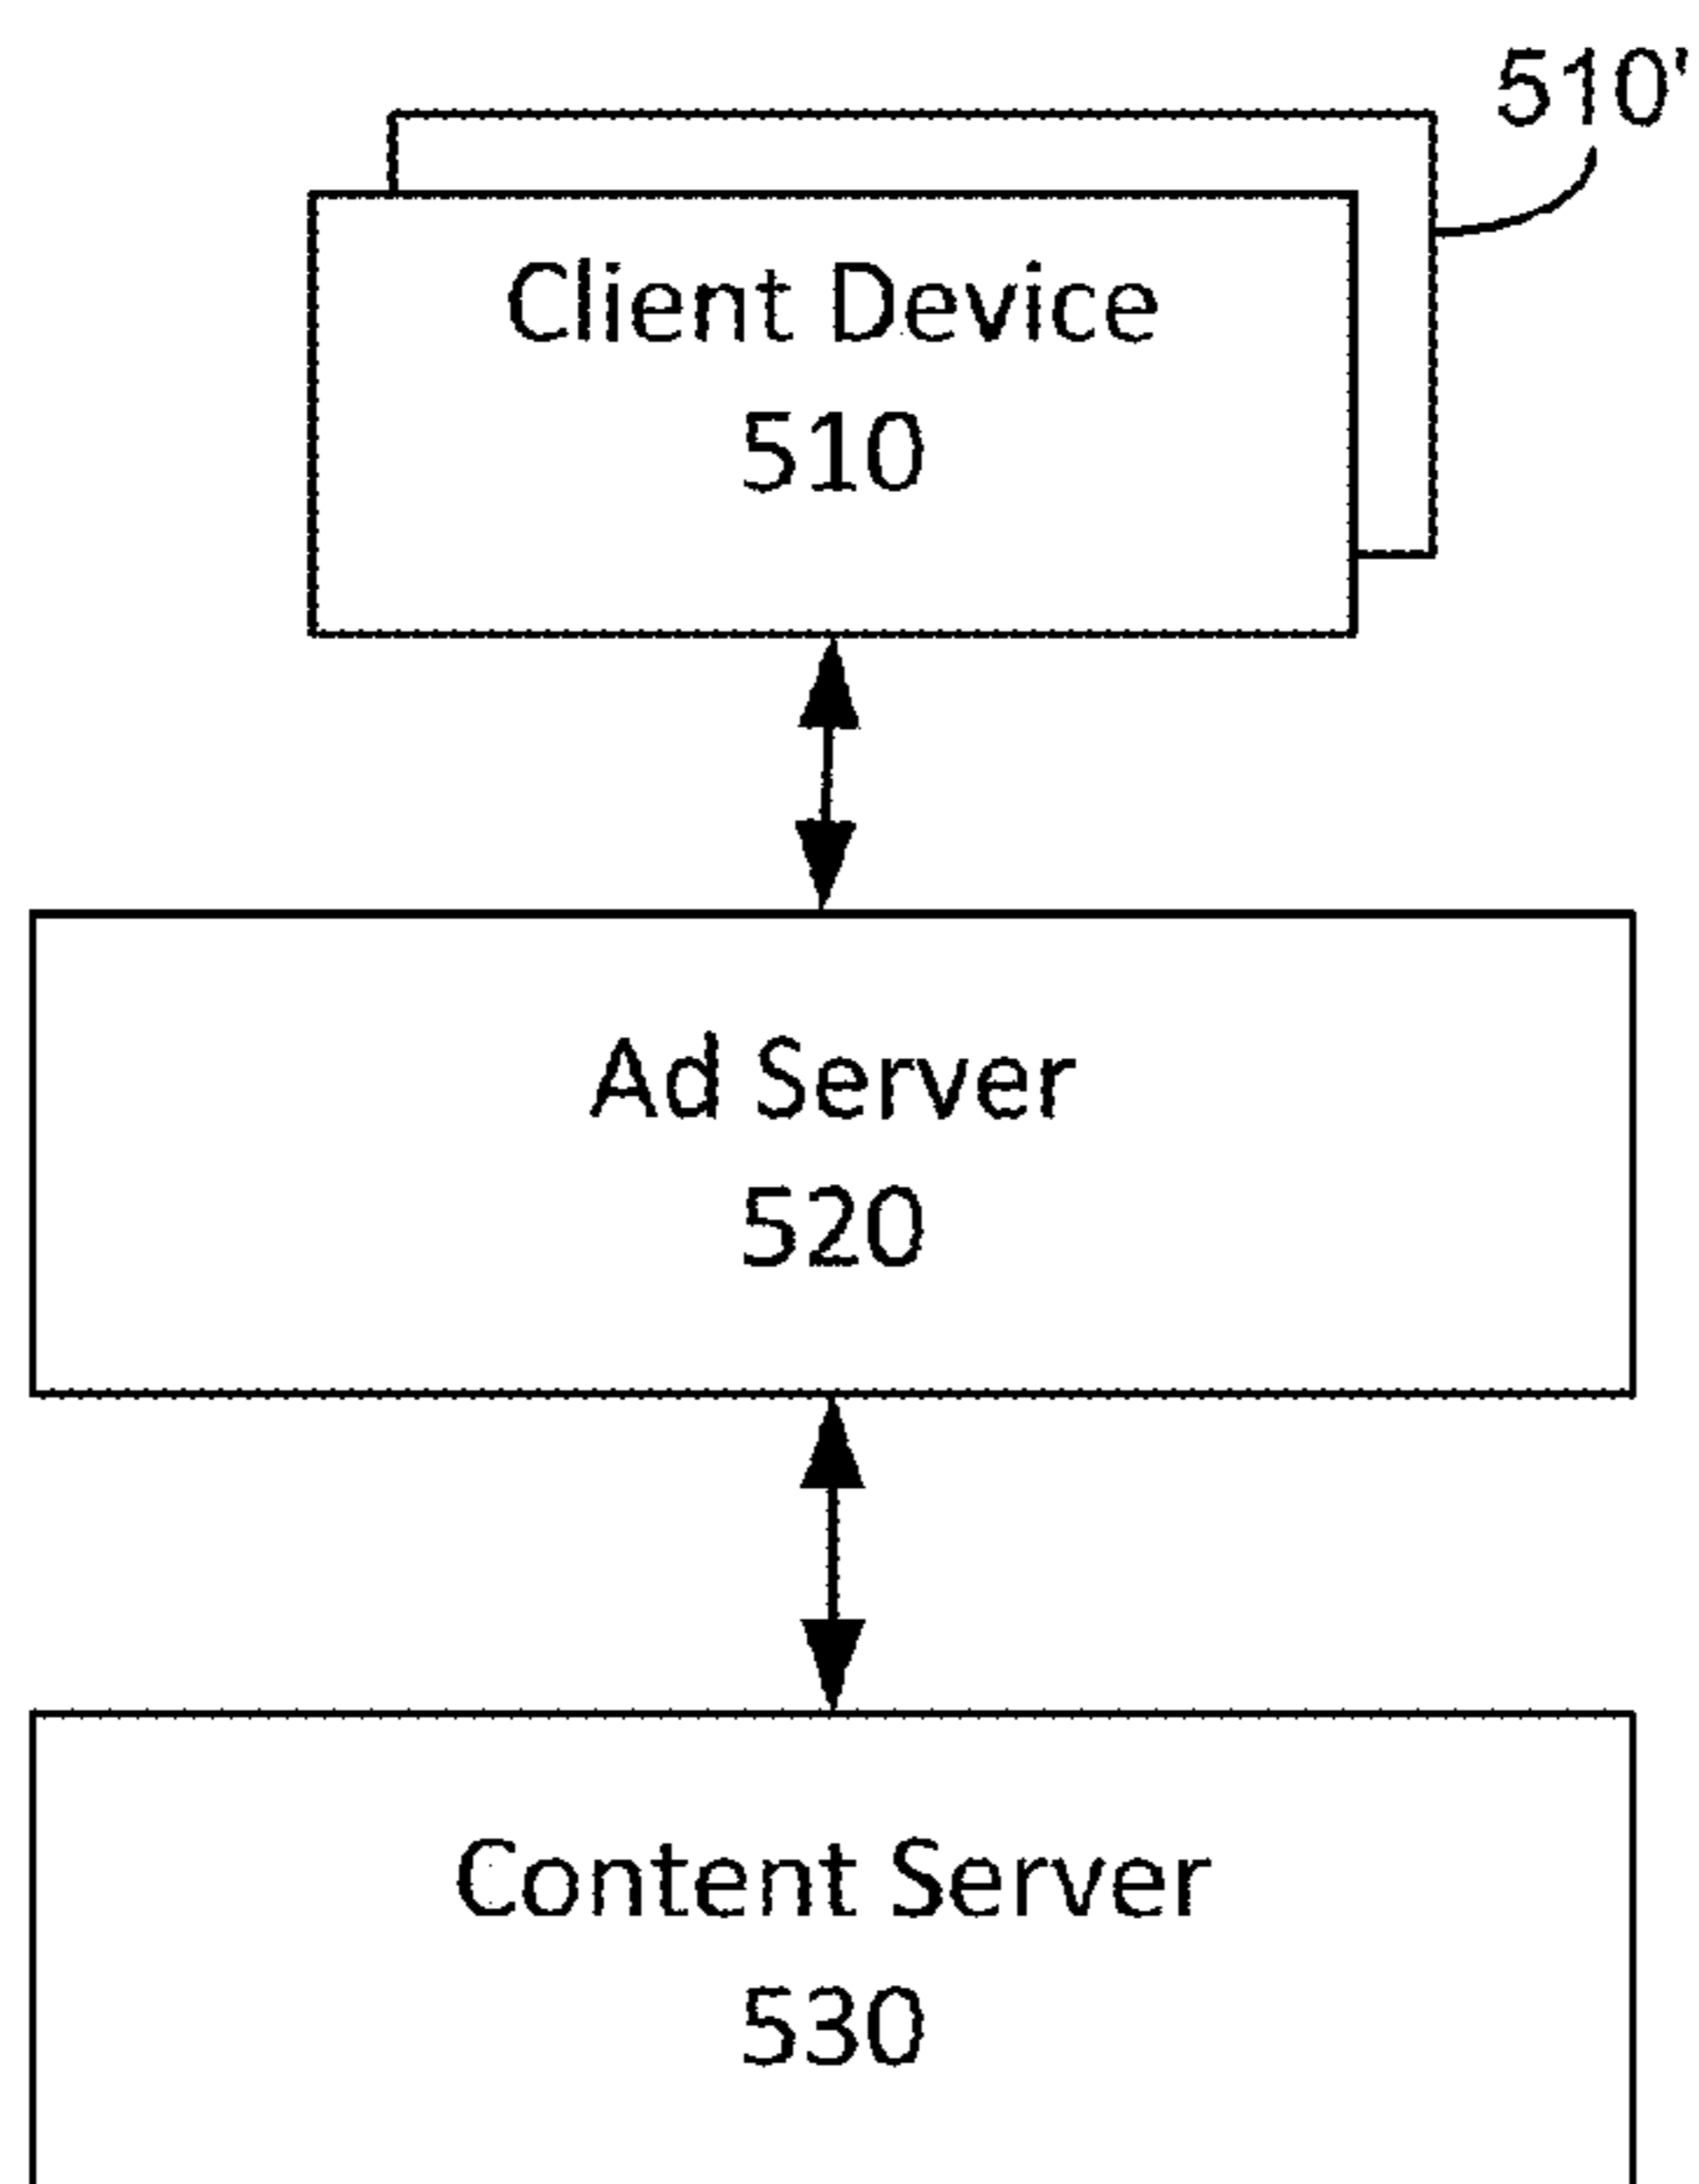 510'
Client Device
510
Ad Server
520
Content Server
530